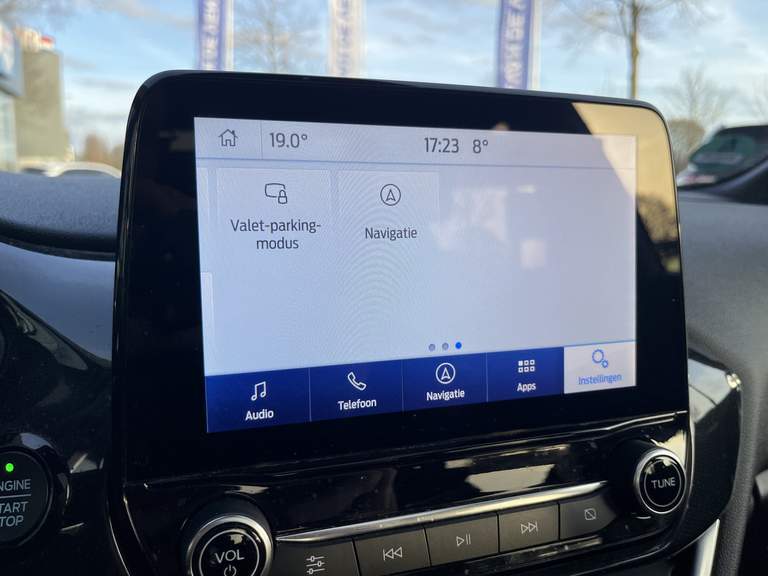 19.0°
17:23 8°
Valet-parking-
modus
Navigatie
Audio
Telefoon
Navigatie
Apps
Instellingen
ENGINE
START
STOP
VOL
TUNE